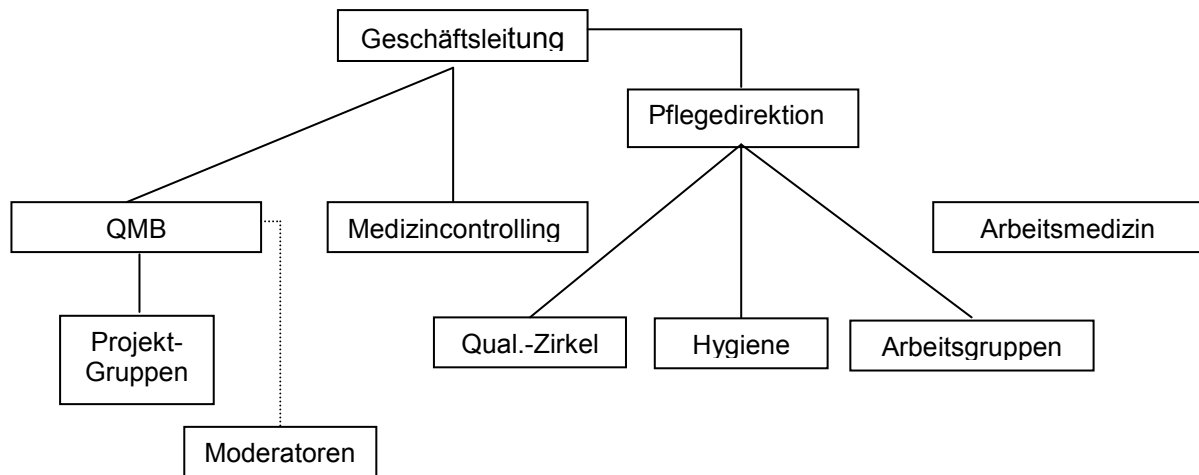 Geschäftsleitung
Pflegedirektion
QMB
Medizincontrolling
Arbeitsmedizin
Projekt-
Gruppen
Qual.-Zirkel
Hygiene
Arbeitsgruppen
Moderatoren